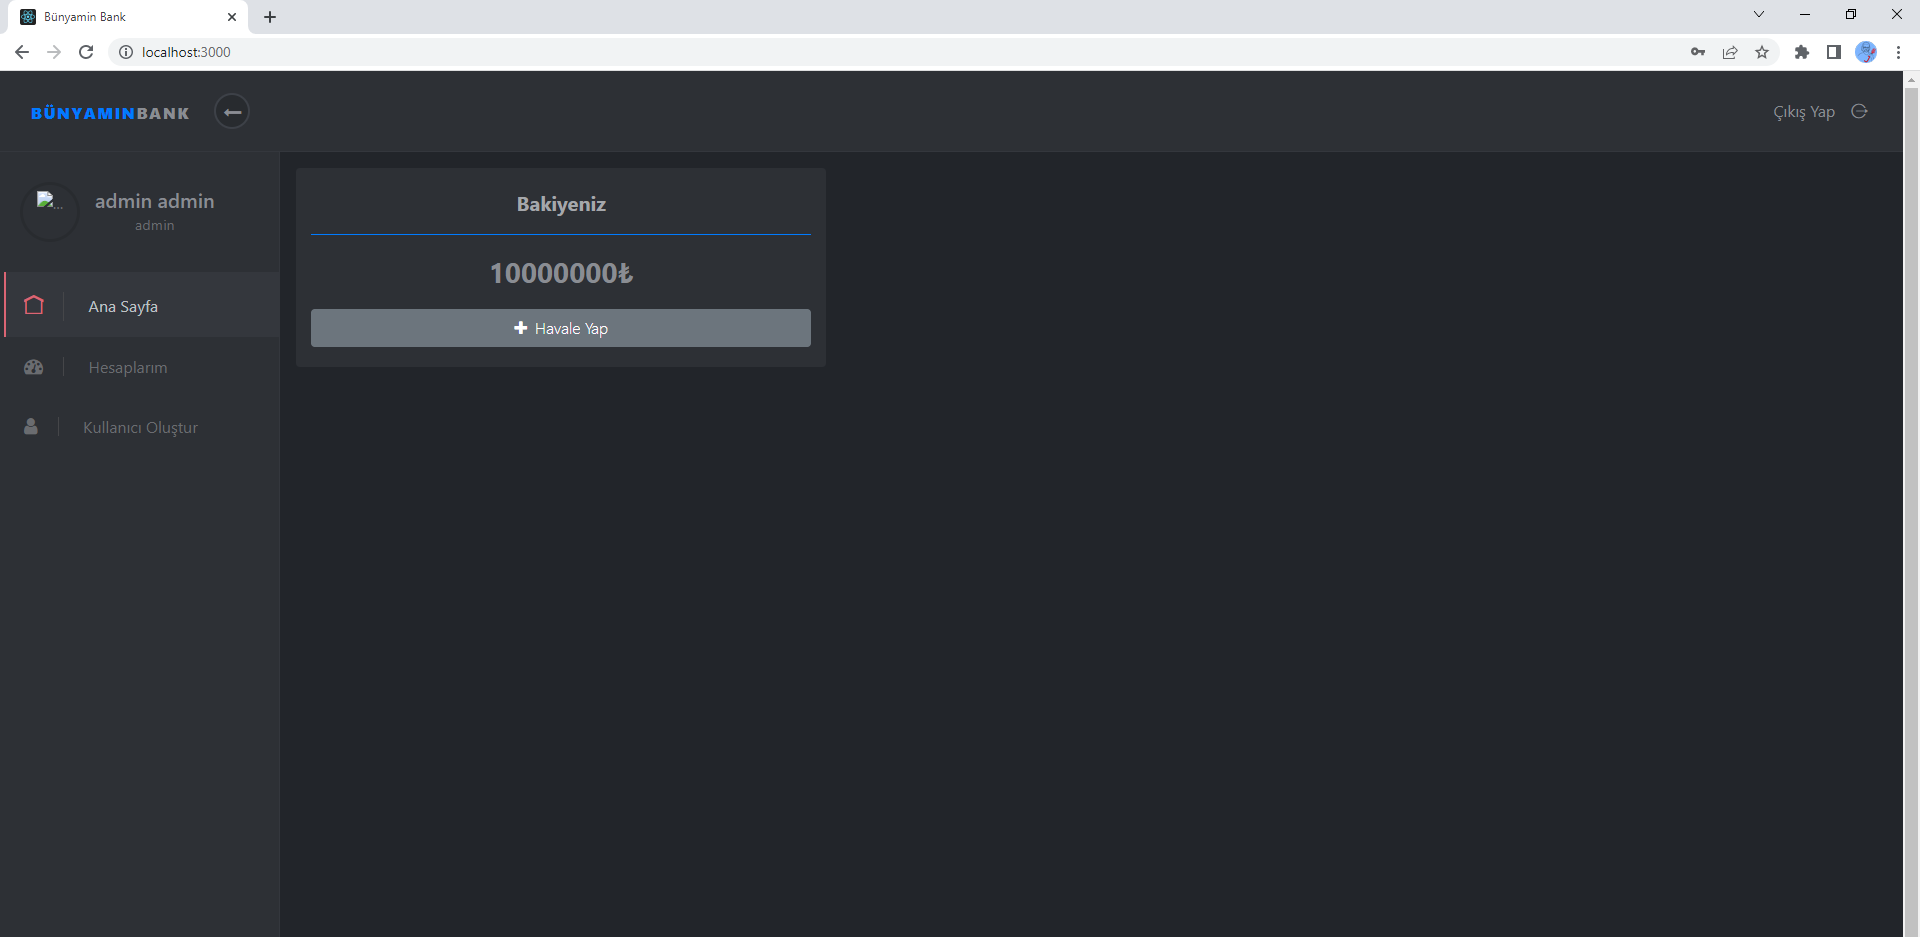 Bünyamin Bank
localhost:3000
BÜNYAMINBANK
Çıkış Yap
admin admin
admin
Ana Sayfa
Hesaplarım
Kullanıcı Oluştur
Bakiyeniz
10000000₺
Havale Yap